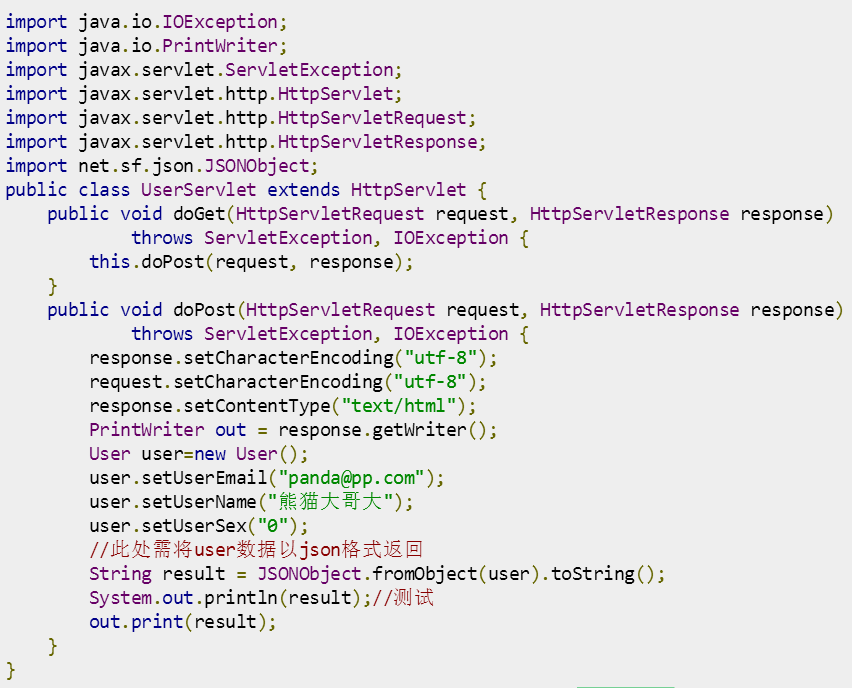 import java.io.IOException;
import java.io.PrintWriter;
import javax.servlet.ServletException;
import javax.servlet.http.HttpServlet;
import javax.servlet.http.HttpServletRequest;
import javax.servlet.http.HttpServletResponse;
import net.sf.json.JSONObject;
public class UserServlet extends HttpServlet {
    public void doGet(HttpServletRequest request, HttpServletResponse response)
            throws ServletException, IOException {
        this.doPost(request, response);
    }
    public void doPost(HttpServletRequest request, HttpServletResponse response)
            throws ServletException, IOException {
        response.setCharacterEncoding("utf-8");
        request.setCharacterEncoding("utf-8");
        response.setContentType("text/html");
        PrintWriter out = response.getWriter();
        User user=new User();
        user.setUserEmail("panda@pp.com");
        user.setUserName("熊猫大哥大");
        user.setUserSex("0");
        //此处需将user数据以json格式返回
        String result = JSONObject.fromObject(user).toString();
        System.out.println(result);//测试
        out.print(result);
    }
}